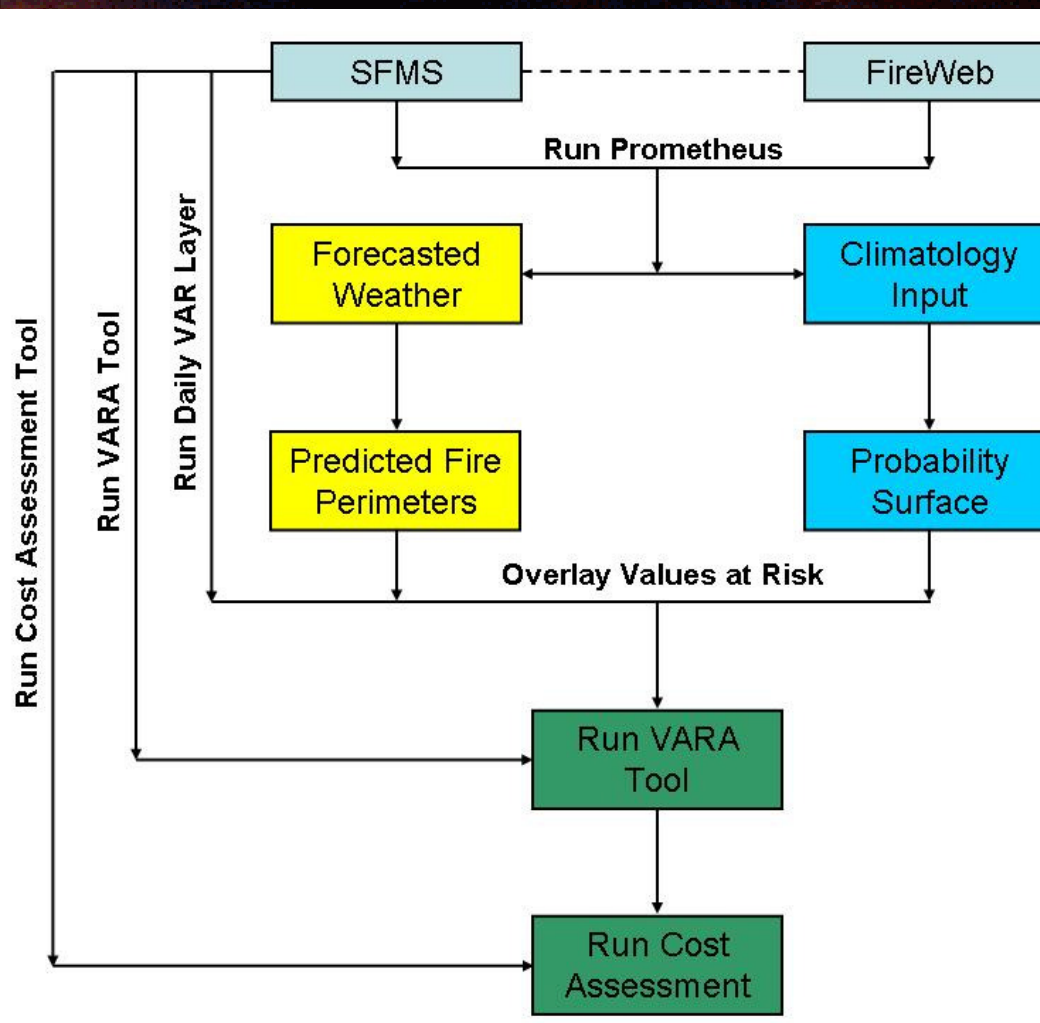 SFMS
FireWeb
Run Prometheus
Forecasted
Weather
Climatology
Input
Run Daily VAR Layer
Run VARA Tool
Run Cost Assessment Tool
Predicted Fire
Perimeters
Probability
Surface
Overlay Values at Risk
Run VARA
Tool
Run Cost
Assessment